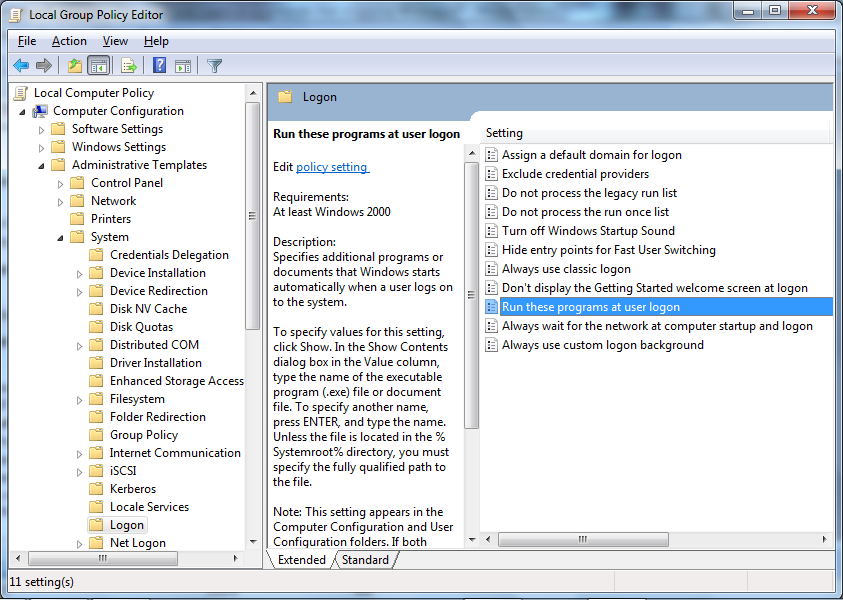 Local Group Policy Editor
File Action View Help
Local Computer Policy
Computer Configuration
Software Settings
Windows Settings
Administrative Templates
Control Panel
Network
Printers
System
Credentials Delegation
Device Installation
Device Redirection
Disk NV Cache
Disk Quotas
Distributed COM
Driver Installation
Enhanced Storage Access
Filesystem
Folder Redirection
Group Policy
Internet Communication
iSCSI
Kerberos
Locale Services
Logon
Net Logon
Logon
Run these programs at user logon
Edit policy setting
Requirements:
At least Windows 2000
Description:
Specifies additional programs or
documents that Windows starts
automatically when a user logs on
to the system.
To specify values for this setting,
click Show. In the Show Contents
dialog box in the Value column,
type the name of the executable
program (.exe) file or document
file. To specify another name,
press ENTER, and type the name.
Unless the file is located in the %
Systemroot% directory, you must
specify the fully qualified path to
the file.
Note: This setting appears in the
Computer Configuration and User
Configuration folders. If both
Setting
Assign a default domain for logon
Exclude credential providers
Do not process the legacy run list
Do not process the run once list
Turn off Windows Startup Sound
Hide entry points for Fast User Switching
Always use classic logon
Don't display the Getting Started welcome screen at logon
Run these programs at user logon
Always wait for the network at computer startup and logon
Always use custom logon background
Extended Standard
11 setting(s)